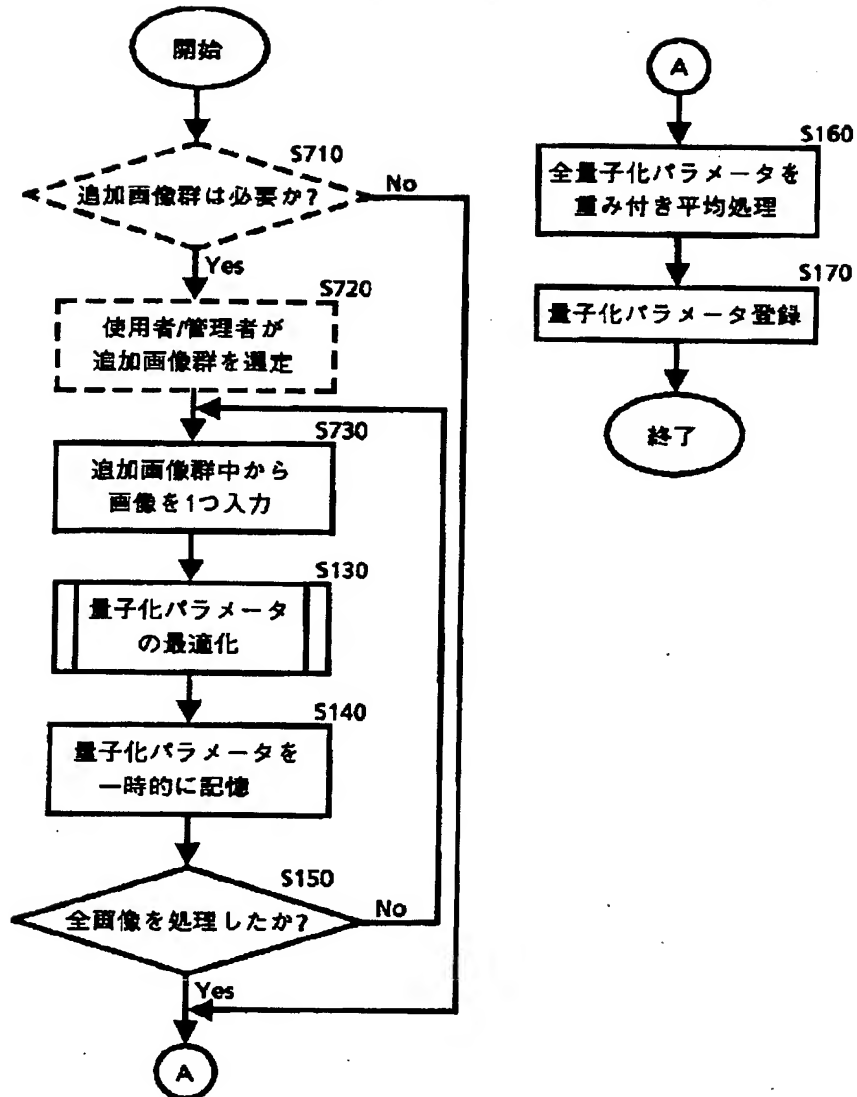 開始
S710
追加画像群は必要か?
No
Yes
S720
使用者/管理者が
追加画像群を選定
S730
追加画像群中から
画像を1つ入力
S130
量子化パラメータ
の最適化
S140
量子化パラメータを
一時的に記憶
S150
全画像を処理したか?
No
Yes
A
A
S160
全量子化パラメータを
重み付き平均処理
S170
量子化パラメータ登録
終了